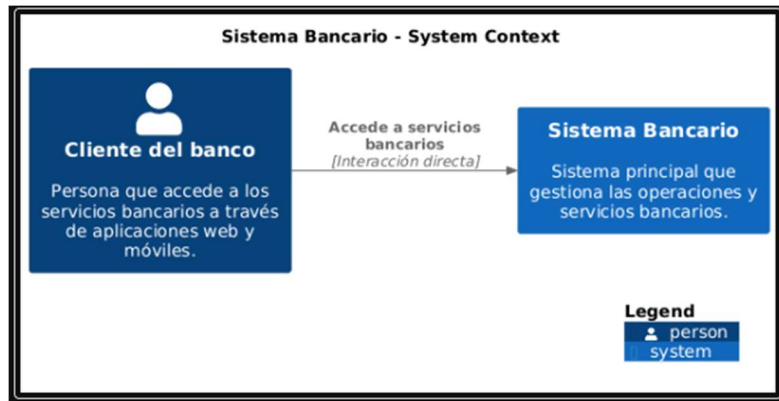 Sistema Bancario - System Context
Cliente del banco
Persona que accede a los
servicios bancarios a través
de aplicaciones web y
móviles.
Accede a servicios
bancarios
[Interacción directa]
Sistema Bancario
Sistema principal que
gestiona las operaciones y
servicios bancarios.
Legend
person
system